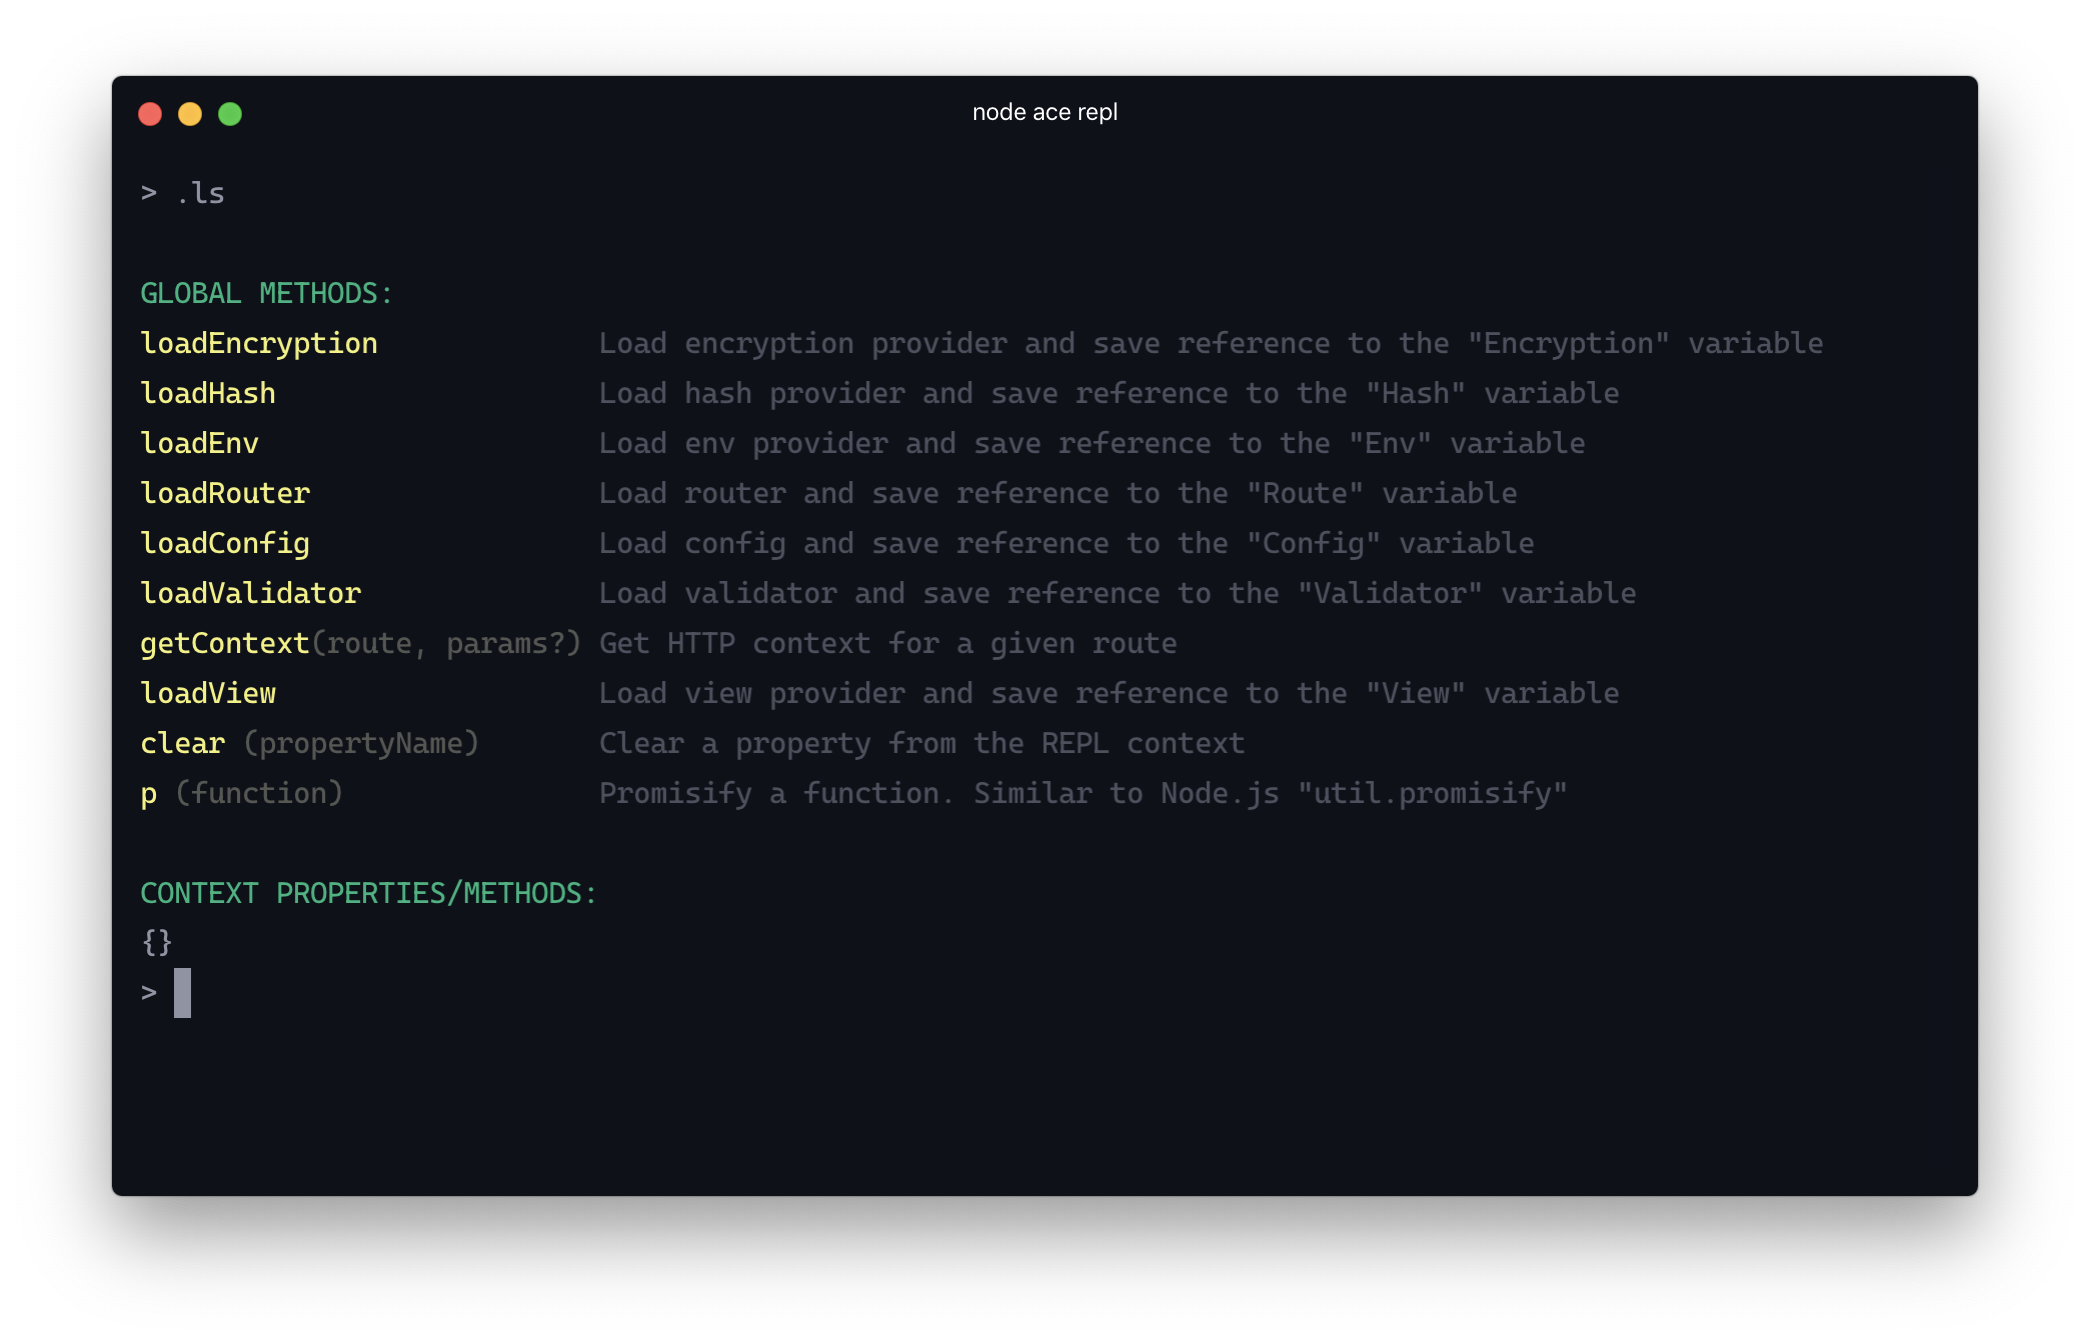 node ace repl
> .ls
GLOBAL METHODS:
loadEncryption Load encryption provider and save reference to the "Encryption" variable
loadHash Load hash provider and save reference to the "Hash" variable
loadEnv Load env provider and save reference to the "Env" variable
loadRouter Load router and save reference to the "Route" variable
loadConfig Load config and save reference to the "Config" variable
loadValidator Load validator and save reference to the "Validator" variable
getContext(route, params?) Get HTTP context for a given route
loadView Load view provider and save reference to the "View" variable
clear (propertyName) Clear a property from the REPL context
p (function) Promisify a function. Similar to Node.js "util.promisify"
CONTEXT PROPERTIES/METHODS:
{}
>